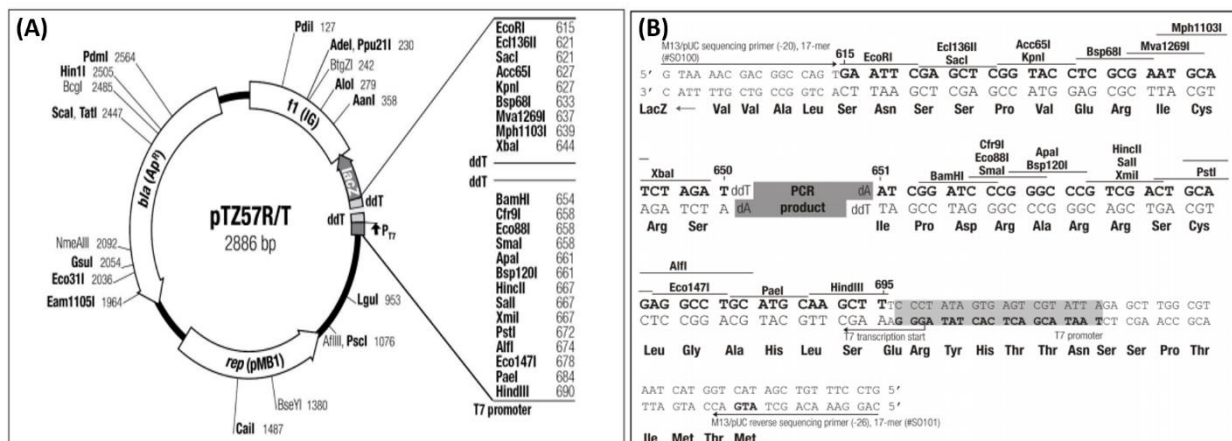 (A)
PdiI 127
AdeI, Ppu21I 230
BtgZI 242
AloI 279
AanI 358
PdmI 2564
Hin1I 2505
BcgI 2485
ScaI, TatI 2447
NmeAIII 2092
GsuI 2054
Eco31I 2036
Eam1105I 1964
bla (ApR)
f1 (IG)
lacZ
ddT
ddT
PT7
pTZ57R/T
2886 bp
LguI 953
AflIII, PscI 1076
BseYI 1380
CaiI 1487
rep (pMB1)
EcoRI 615
Ecl136II 621
SacI 621
Acc65I 627
KpnI 627
Bsp68I 633
Mva1269I 637
Mph1103I 639
XbaI 644
ddT
ddT
BamHI 654
Cfr9I 658
Eco88I 658
SmaI 658
ApaI 661
Bsp120I 661
HincII 667
SalI 667
XmiI 667
PstI 672
AlfI 674
Eco147I 678
PaeI 684
HindIII 690
T7 promoter
(B)
Mph1103I
M13/pUC sequencing primer (-20), 17-mer
(#SO100)
615
EcoRI
Ecl136II
SacI
Acc65I
KpnI
Bsp68I
Mva1269I
5' G TAA AAC GAC GGC CAG TGA ATT CGA GCT CGG TAC CTC GCG AAT GCA
3' C ATT TTG CTG CCG GTC ACT TAA GCT CGA GCC ATG GAG CGC TTA CGT
LacZ ← Val Val Ala Leu Ser Asn Ser Ser Pro Val Glu Arg Ile Cys
XbaI
650
651
BamHI
Cfr9I
Eco88I
SmaI
ApaI
Bsp120I
HincII
SalI
XmiI
PstI
TCT AGA T ddT PCR dA AT CGG ATC CCG GGC CCG TCG ACT GCA
AGA TCT A dA product ddT TA GCC TAG GGC CCG GGC AGC TGA CGT
Arg Ser Ile Pro Asp Arg Ala Arg Arg Ser Cys
AlfI
Eco147I
PaeI
HindIII
695
GAG GCC TGC ATG CAA GCT TTC CCT ATA GTG AGT CGT ATT AGA GCT TGG CGT
CTC CGG ACG TAC GTT CGA AAG GGA TAT CAC TCA GCA TAA TCT CGA ACC GCA
T7 transcription start
T7 promoter
Leu Gly Ala His Leu Ser Glu Arg Tyr His Thr Thr Asn Ser Ser Pro Thr
AAT CAT GGT CAT AGC TGT TTC CTG 5'
TTA GTA CCA GTA TCG ACA AAG GAC 5'
M13/pUC reverse sequencing primer (-26), 17-mer (#SO101)
Ile Met Thr Met